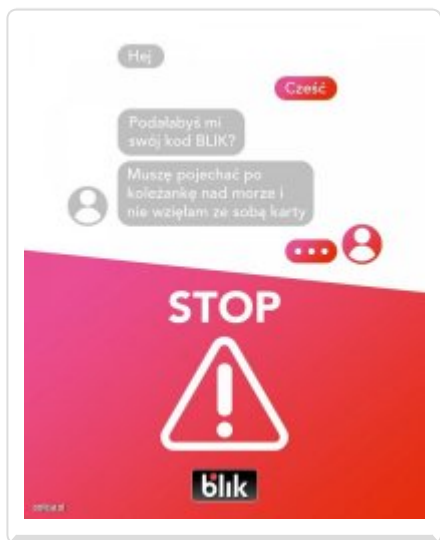 Hej
Cześć
Podałabyś mi
swój kod BLIK?
Muszę pojechać po
koleżankę nad morze i
nie wzięłam ze sobą karty
STOP
blik